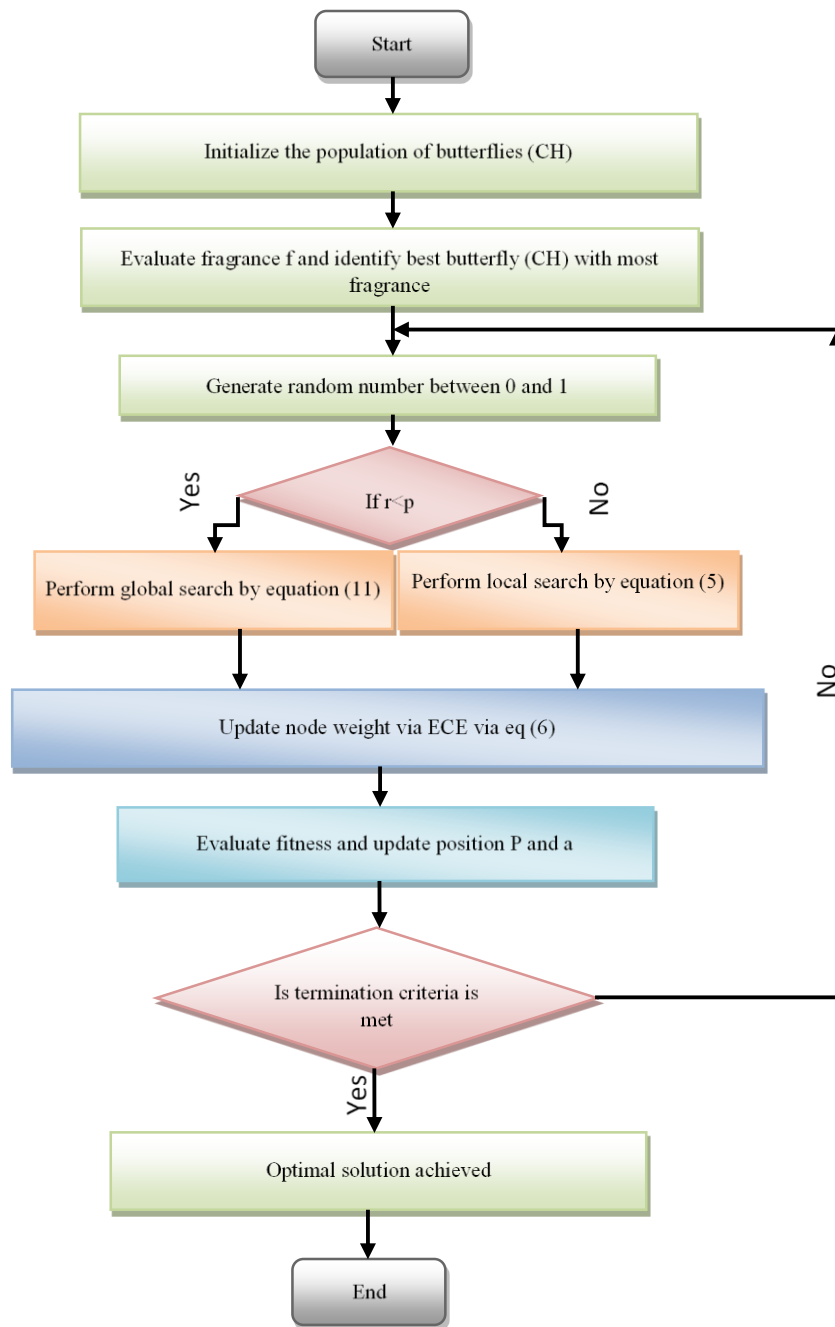 Start
Initialize the population of butterflies (CH)
Evaluate fragrance f and identify best butterfly (CH) with most
fragrance
Generate random number between 0 and 1
Yes
If r<p
No
Perform global search by equation (11)
Perform local search by equation (5)
No
Update node weight via ECE via eq (6)
Evaluate fitness and update position P and a
Is termination criteria is
met
Yes
Optimal solution achieved
End